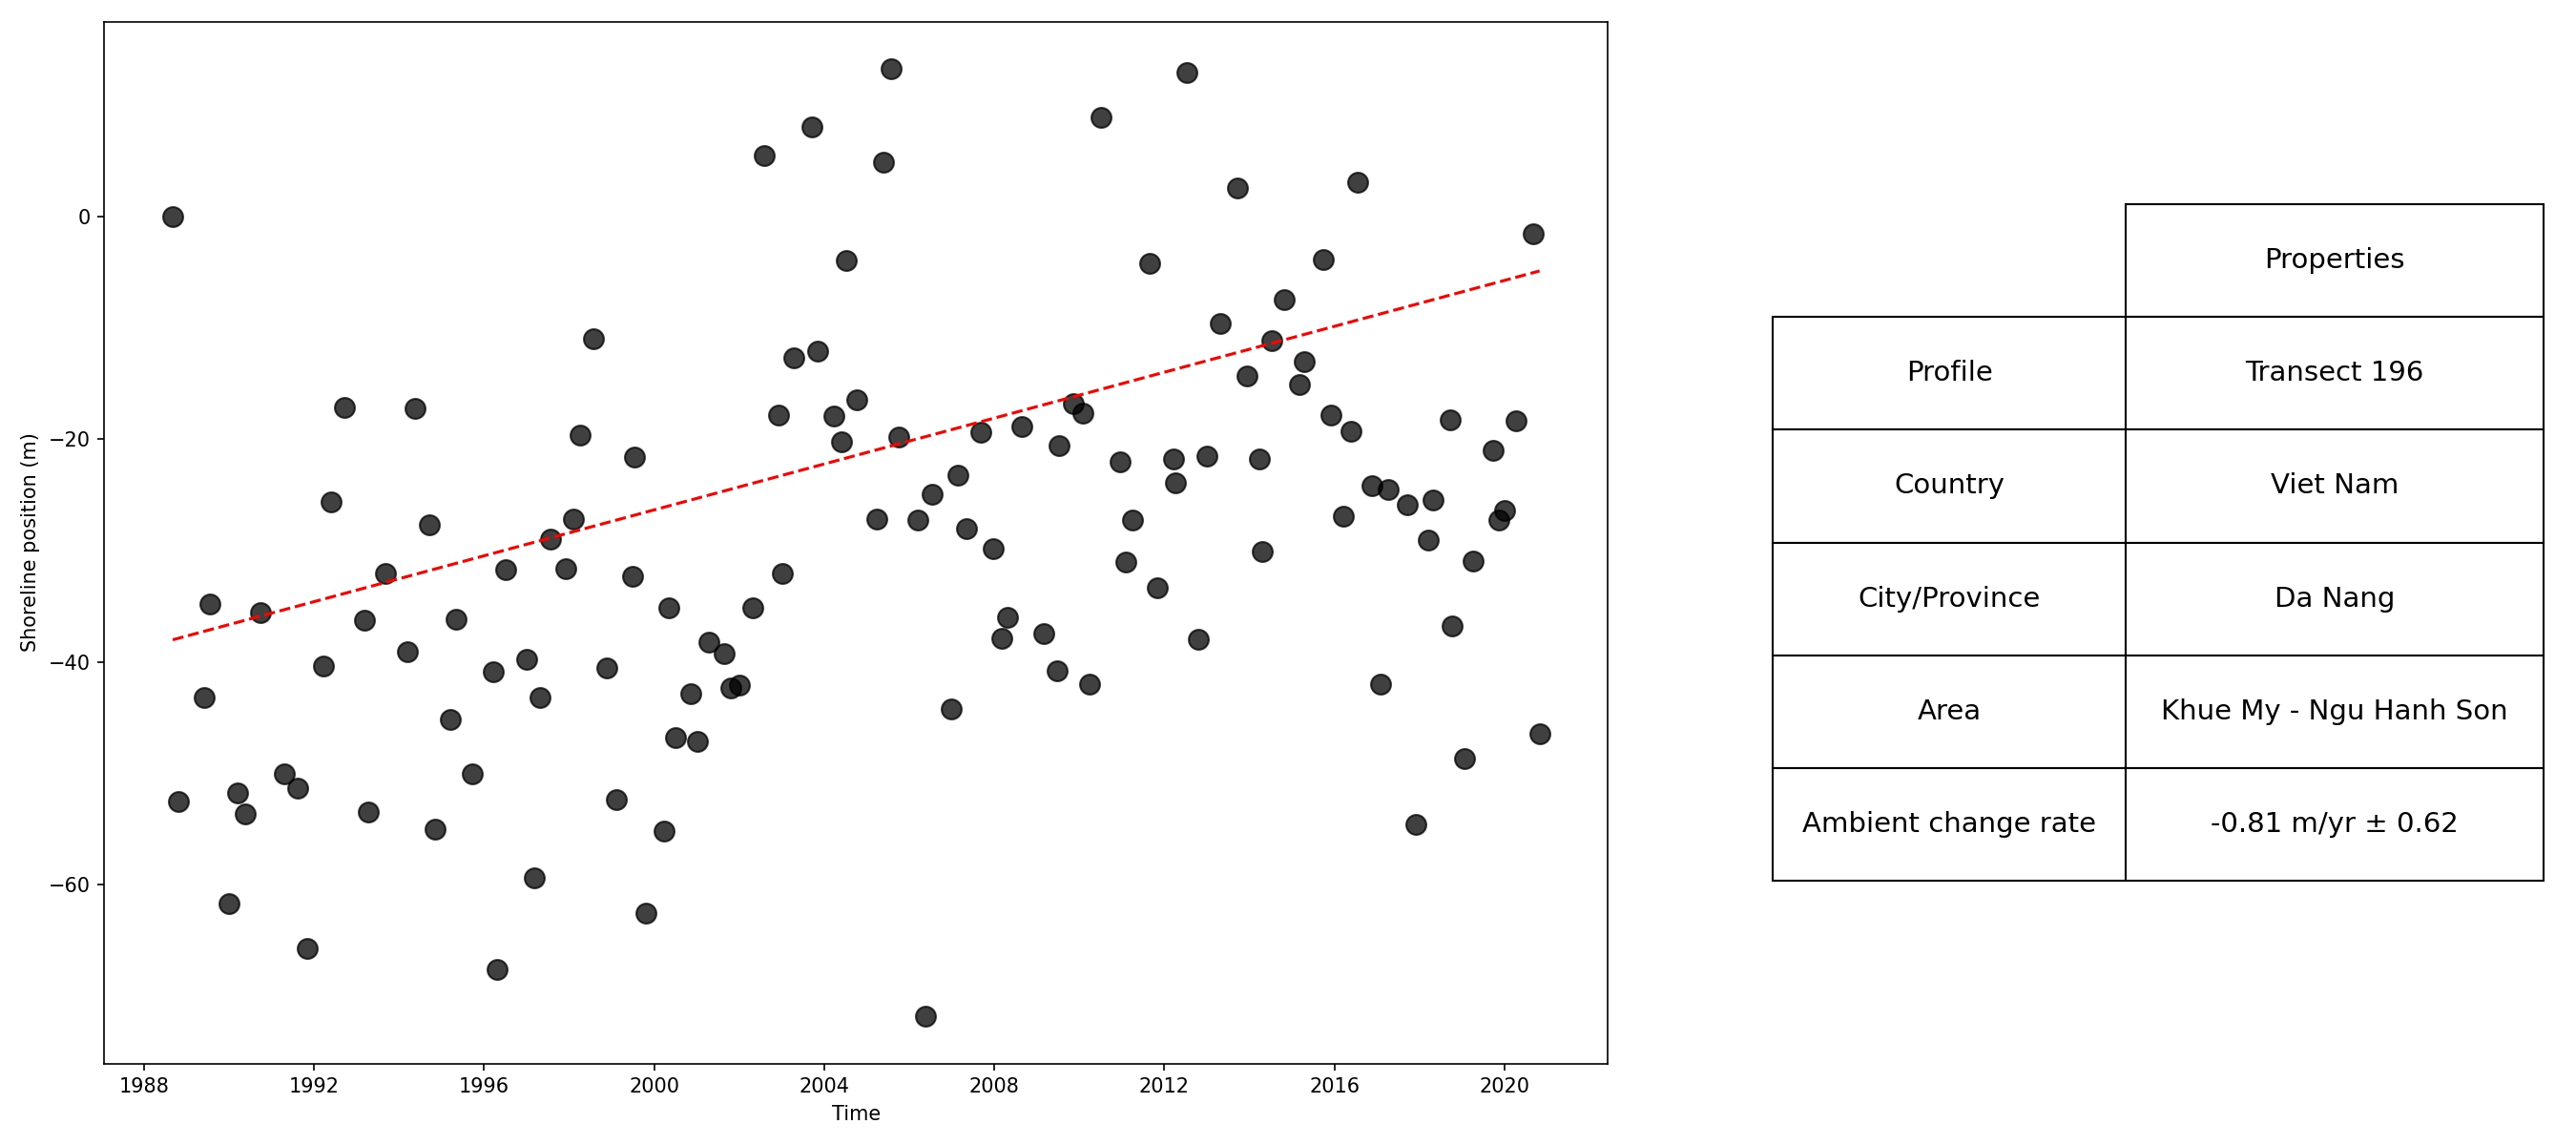 Shoreline position (m)
0
−20
−40
−60
1988 1992 1996 2000 2004 2008 2012 2016 2020
Time
Properties
Profile Transect 196
Country Viet Nam
City/Province Da Nang
Area Khue My - Ngu Hanh Son
Ambient change rate -0.81 m/yr ± 0.62